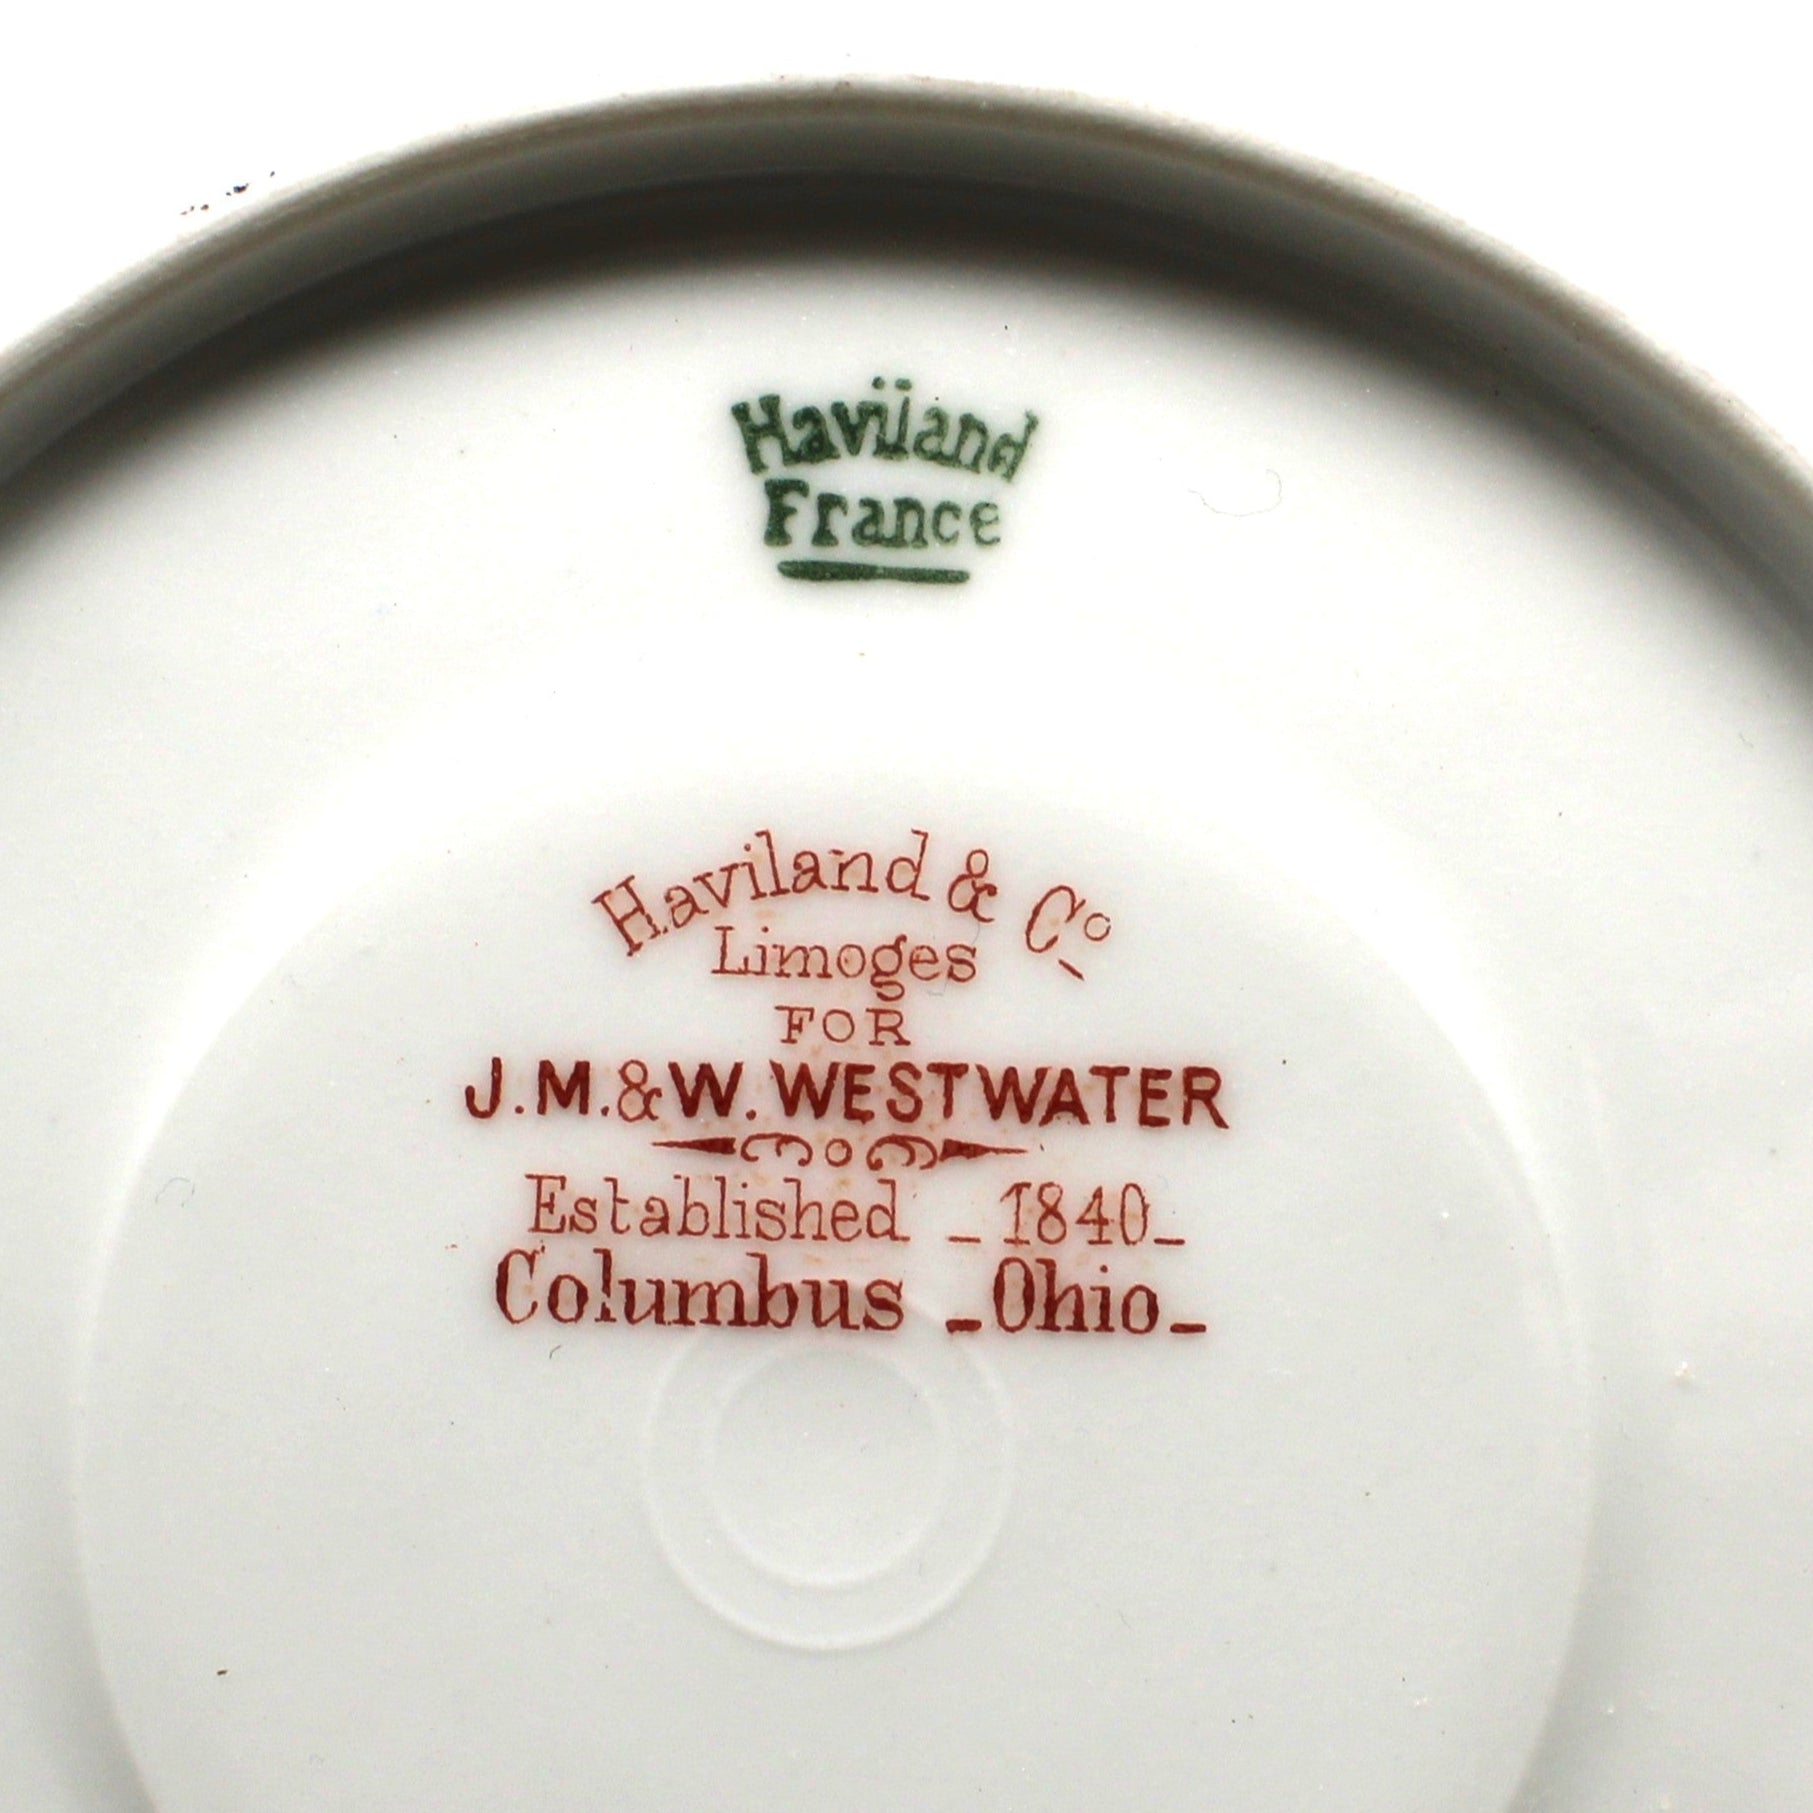 Haviland
France
Haviland & Co
Limoges
FOR
J.M.&W. WESTWATER
Established - 1840-
Columbus -Ohio-